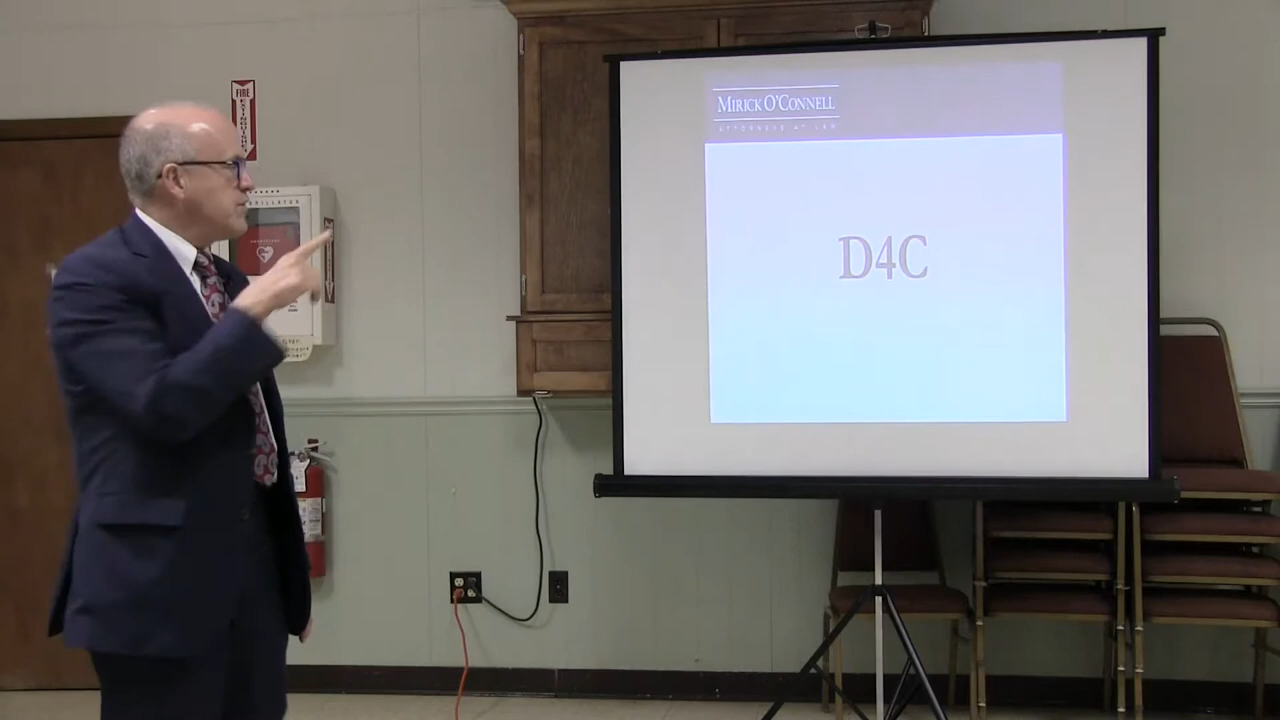 FIRE
EXTINGUISHER
MIRICK O'CONNELL
ATTORNEYS AT LAW
D4C